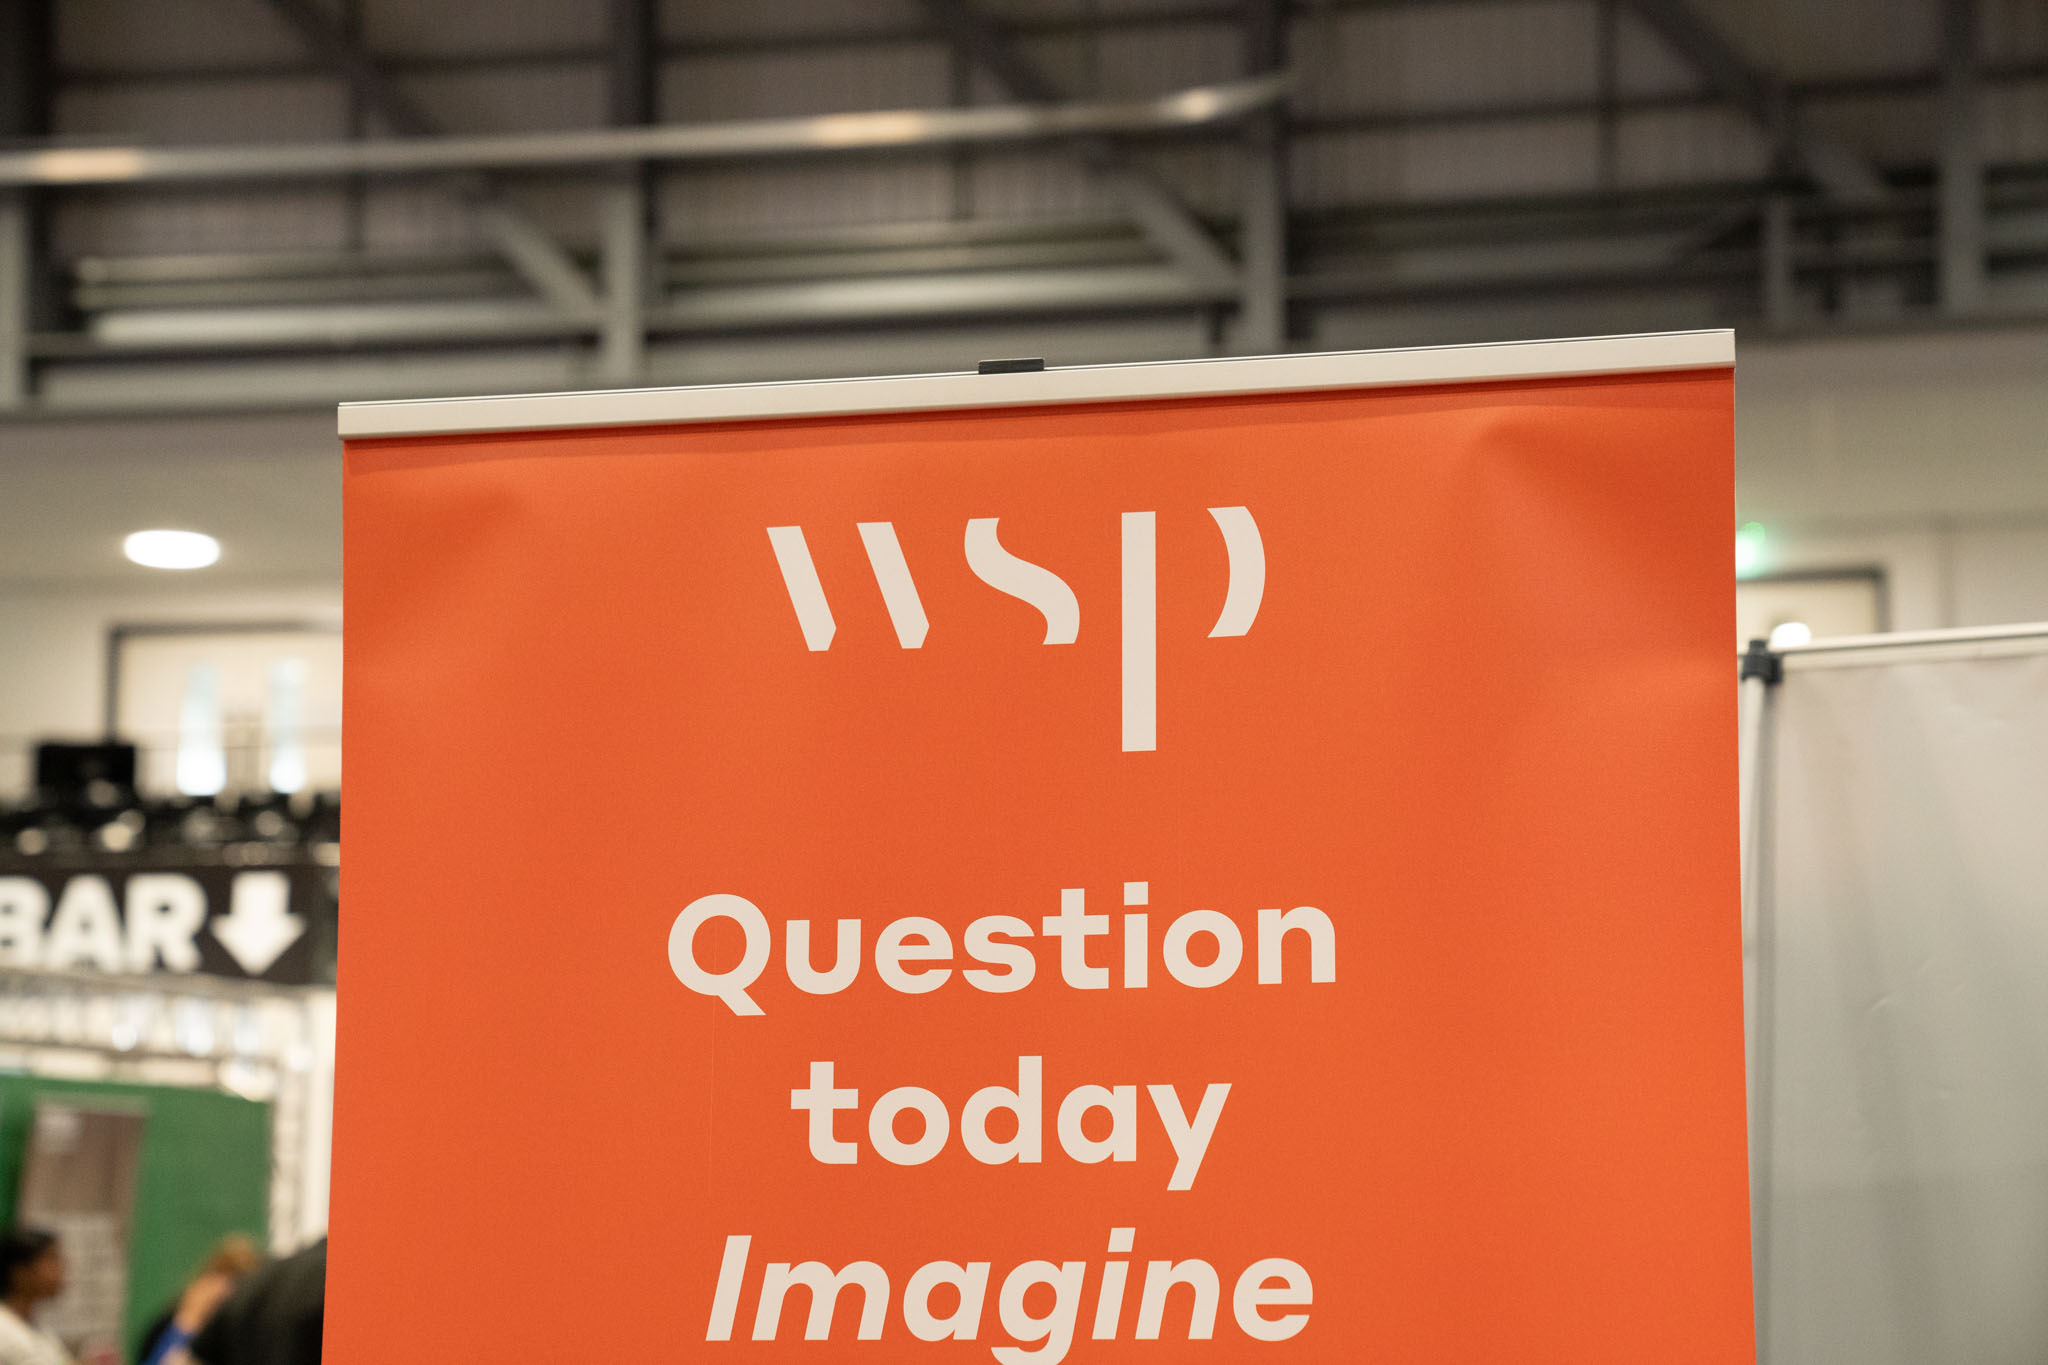 wsp
Question
today
Imagine
BAR